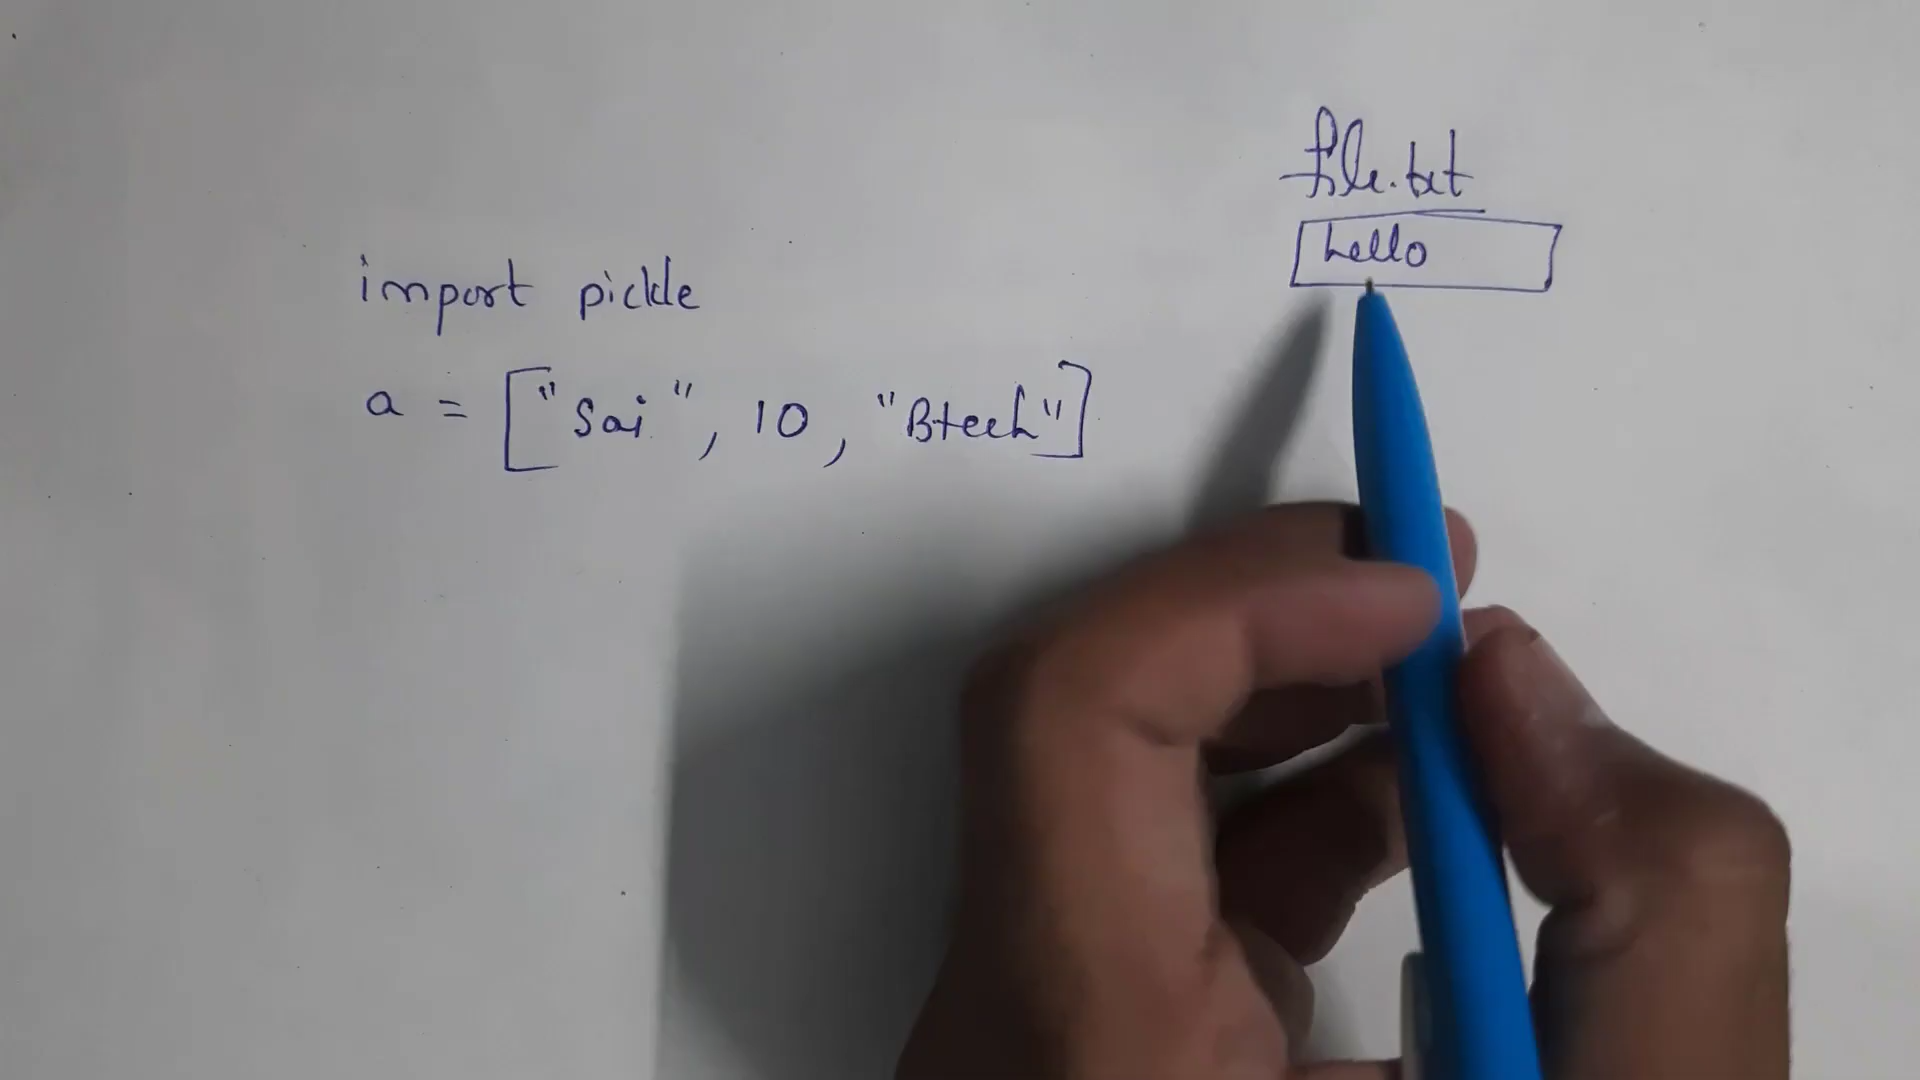 file.txt
hello
import pickle
a = ["Sai", 10, "Btech"]